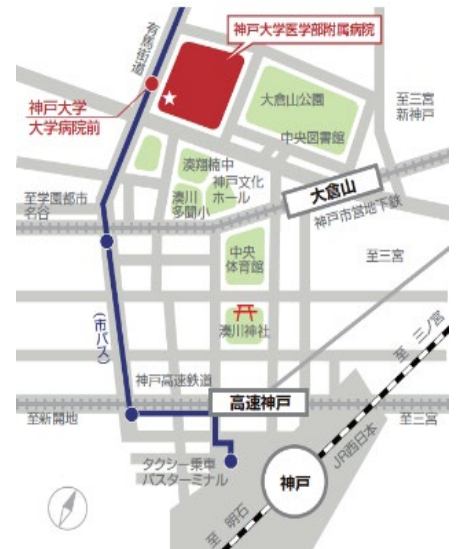 有馬街道
神戸大学医学部附属病院
神戸大学
大学病院前
大倉山公園
中央図書館
至三宮
新神戸
湊翔楠中
神戸文化
ホール
湊川
多聞小
大倉山
神戸市営地下鉄
至学園都市
名谷
中央
体育館
至三宮
湊川神社
(市バス)
神戸高速鉄道
高速神戸
至 三ノ宮
至新開地
至三宮
JR西日本
タクシー乗車
バスターミナル
神戸
至 明石